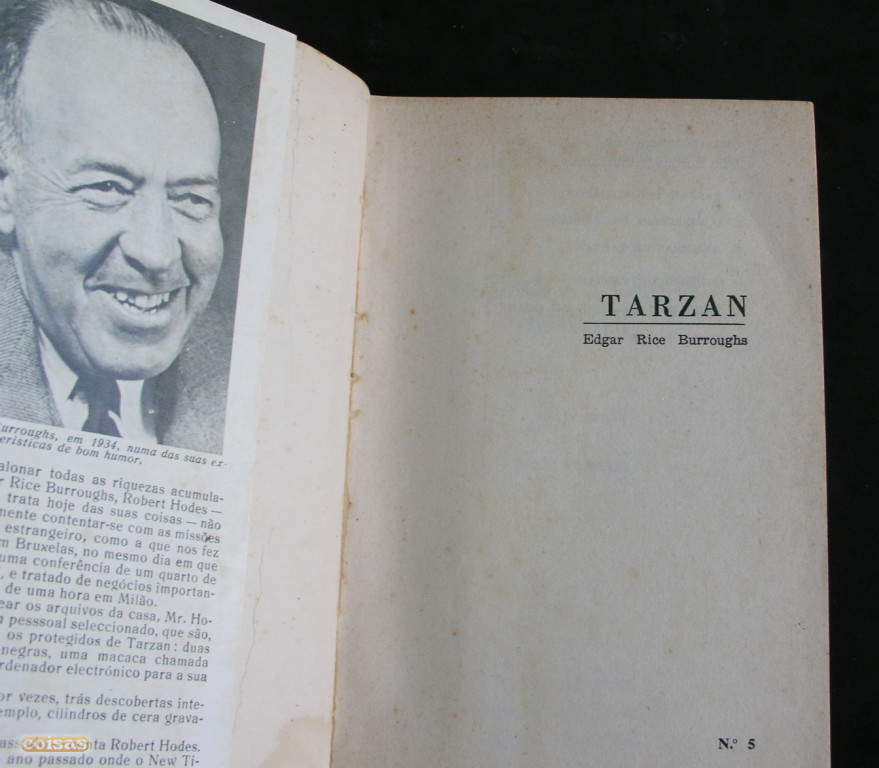 urroughs, em 1934, numa das suas ex-
erísticas de bom humor.
alonar todas as riquezas acumula-
r Rice Burroughs, Robert Hodes —
trata hoje das suas coisas — não
mente contentar-se com as missões
estrangeiro, como a que nos fez
m Bruxelas, no mesmo dia em que
uma conferência de um quarto de
, e tratado de negócios importan-
de uma hora em Milão.
ear os arquivos da casa, Mr. Ho-
pesssoal seleccionado, que são,
os protegidos de Tarzan: duas
negras, uma macaca chamada
rdenador electrónico para a sua
or vezes, trás descobertas inte-
emplo, cilindros de cera grava-
nta Robert Hodes.
ano passado onde o New Ti-
coisas
TARZAN
Edgar Rice Burroughs
N.º 5